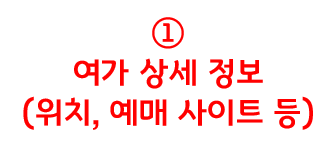 ①
여가 상세 정보
(위치, 예매 사이트 등)